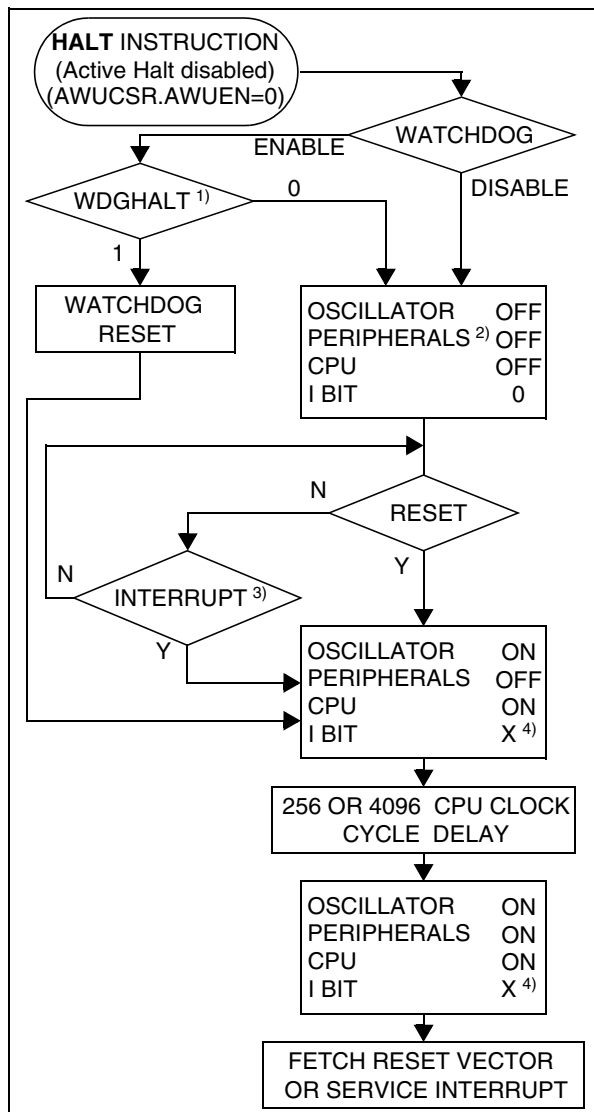 HALT INSTRUCTION
(Active Halt disabled)
(AWUCSR.AWUEN=0)
WATCHDOG
ENABLE
DISABLE
WDGHALT 1)
0
1
WATCHDOG
RESET
OSCILLATOR OFF
PERIPHERALS 2) OFF
CPU OFF
I BIT 0
N
RESET
Y
N
INTERRUPT 3)
Y
OSCILLATOR ON
PERIPHERALS OFF
CPU ON
I BIT X 4)
256 OR 4096 CPU CLOCK
CYCLE DELAY
OSCILLATOR ON
PERIPHERALS ON
CPU ON
I BIT X 4)
FETCH RESET VECTOR
OR SERVICE INTERRUPT